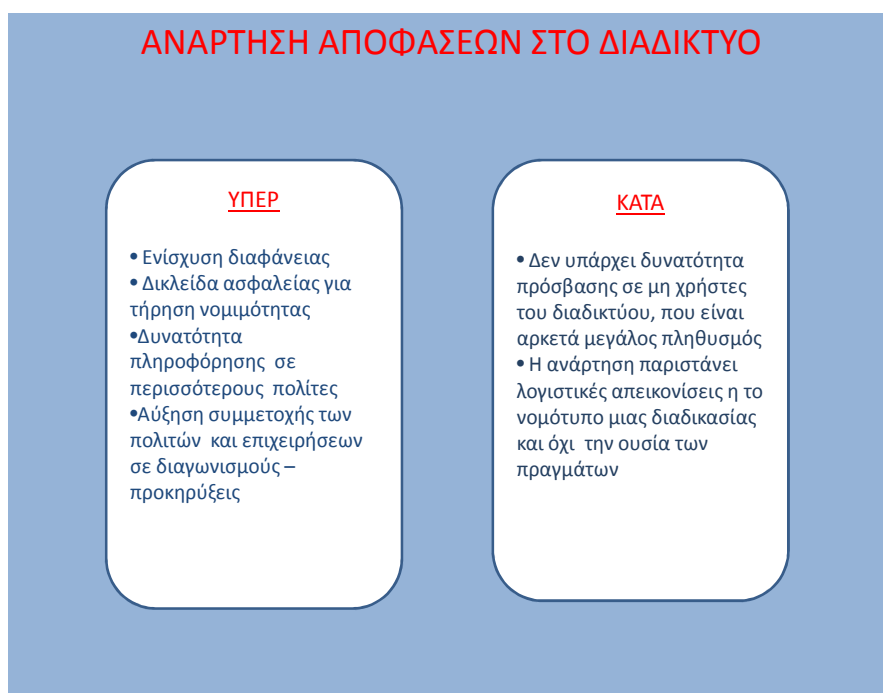 ΑΝΑΡΤΗΣΗ ΑΠΟΦΑΣΕΩΝ ΣΤΟ ΔΙΑΔΙΚΤΥΟ
ΥΠΕΡ
• Ενίσχυση διαφάνειας
• Δικλείδα ασφαλείας για
τήρηση νομιμότητας
•Δυνατότητα
πληροφόρησης σε
περισσότερους πολίτες
•Αύξηση συμμετοχής των
πολιτών και επιχειρήσεων
σε διαγωνισμούς –
προκηρύξεις
ΚΑΤΑ
• Δεν υπάρχει δυνατότητα
πρόσβασης σε μη χρήστες
του διαδικτύου, που είναι
αρκετά μεγάλος πληθυσμός
• Η ανάρτηση παριστάνει
λογιστικές απεικονίσεις η το
νομότυπο μιας διαδικασίας
και όχι την ουσία των
πραγμάτων